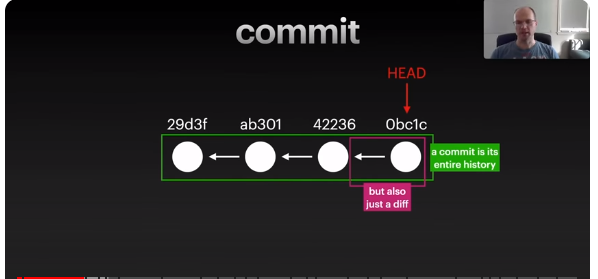 commit
HEAD
29d3f ab301 42236 0bc1c
a commit is its
entire history
but also
just a diff